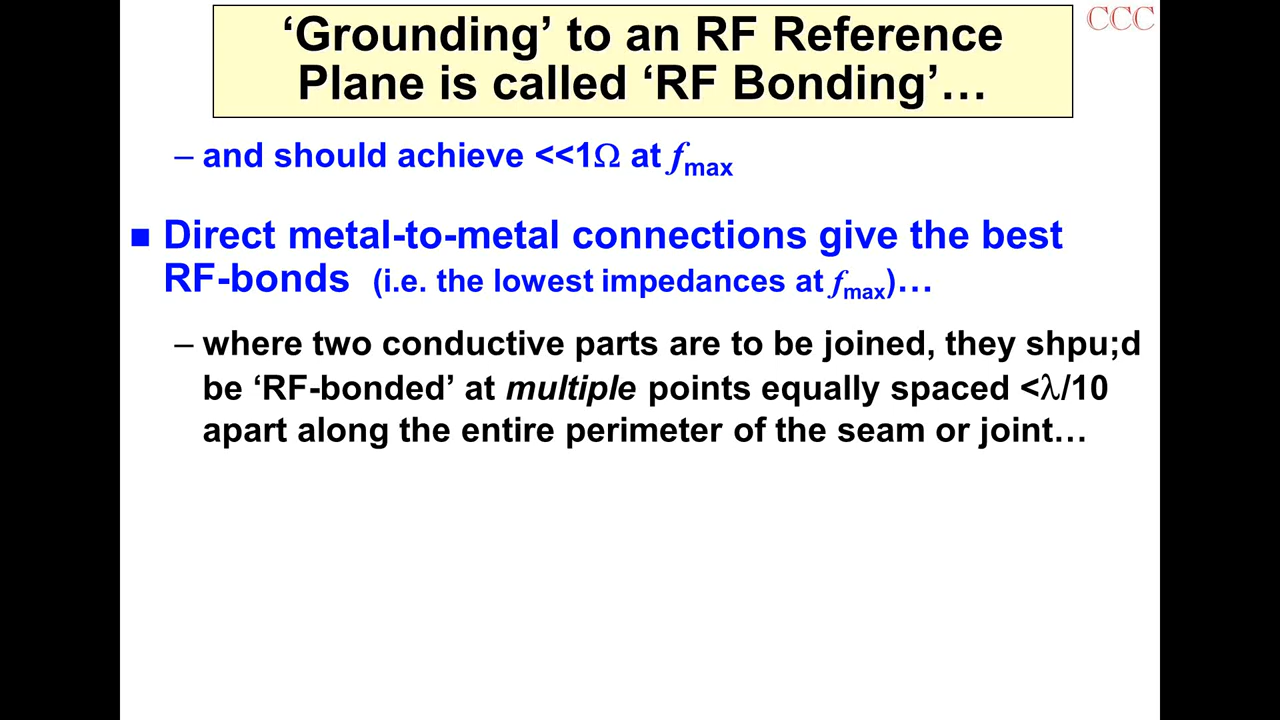 ‘Grounding’ to an RF Reference
Plane is called ‘RF Bonding’…
CCC
– and should achieve <<1Ω at fmax
■ Direct metal-to-metal connections give the best
RF-bonds (i.e. the lowest impedances at fmax)…
– where two conductive parts are to be joined, they shpu;d
be ‘RF-bonded’ at multiple points equally spaced <λ/10
apart along the entire perimeter of the seam or joint…